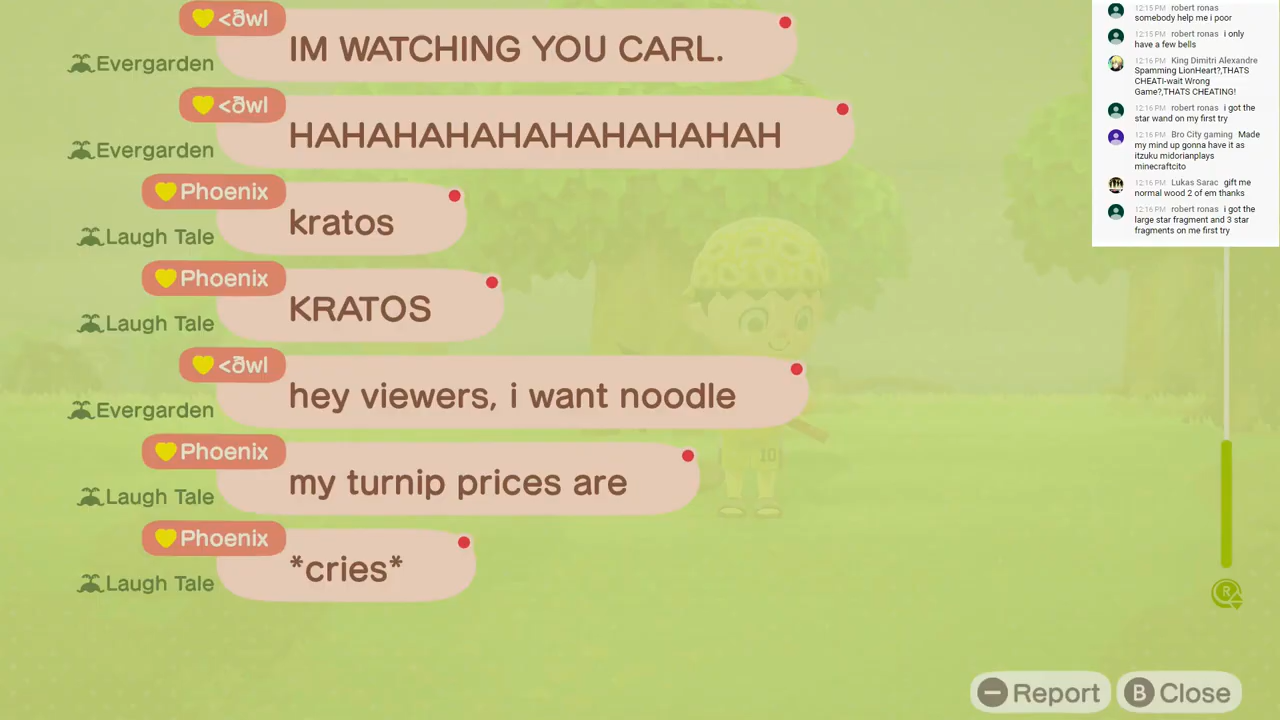 <ðwl
IM WATCHING YOU CARL.
Evergarden
<ðwl
HAHAHAHAHAHAHAHAHAH
Evergarden
Phoenix
kratos
Laugh Tale
Phoenix
KRATOS
Laugh Tale
<ðwl
hey viewers, i want noodle
Evergarden
Phoenix
my turnip prices are
Laugh Tale
Phoenix
*cries*
Laugh Tale
10
12:15 PM robert ronas
somebody help me i poor
12:15 PM robert ronas i only
have a few bells
12:16 PM King Dimitri Alexandre
Spamming LionHeart?,THATS
CHEATI-wait Wrong
Game?,THATS CHEATING!
12:16 PM robert ronas i got the
star wand on my first try
12:16 PM Bro City gaming Made
my mind up gonna have it as
itzuku midorianplays
minecraftcito
12:16 PM Lukas Sarac gift me
normal wood 2 of em thanks
12:16 PM robert ronas i got the
large star fragment and 3 star
fragments on me first try
R
Report
B Close